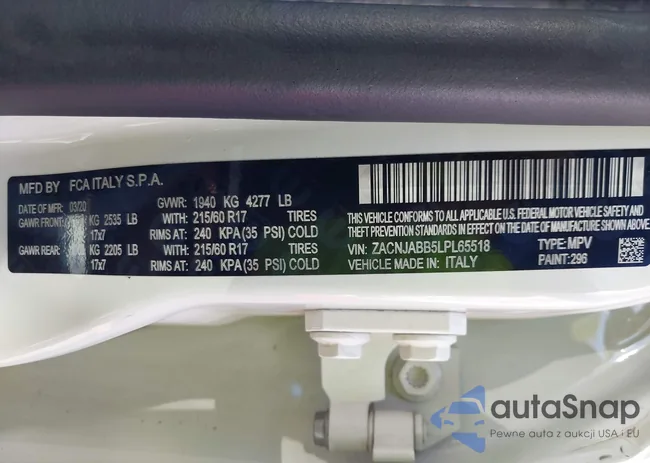 MFD BY FCA ITALY S.P.A.
DATE OF MFR: 03/20 GVWR: 1940 KG 4277 LB
GAWR FRONT: KG 2535 LB WITH: 215/60 R17 TIRES
17x7 RIMS AT: 240 KPA(35 PSI) COLD
GAWR REAR: KG 2205 LB WITH: 215/60 R17 TIRES
17x7 RIMS AT: 240 KPA(35 PSI) COLD
THIS VEHICLE CONFORMS TO ALL APPLICABLE U.S. FEDERAL MOTOR VEHICLE SAFETY
AND THEFT PREVENTION STANDARDS IN EFFECT ON THE DATE OF MANUFACTURE SHOWN ABOVE.
VIN: ZACNJABB5LPL65518 TYPE: MPV
VEHICLE MADE IN: ITALY PAINT: 296
autaSnap
Pewne auta z aukcji USA i EU